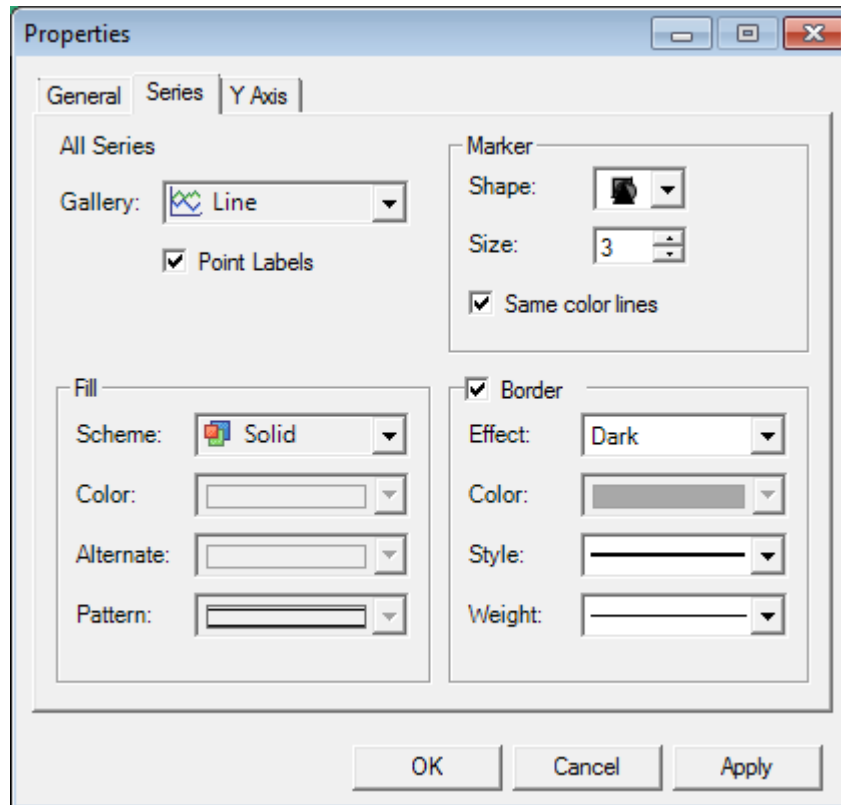 Properties
General Series Y Axis
All Series
Gallery: Line
Point Labels
Marker
Shape:
Size: 3
Same color lines
Fill
Scheme: Solid
Color:
Alternate:
Pattern:
Border
Effect: Dark
Color:
Style:
Weight:
OK Cancel Apply